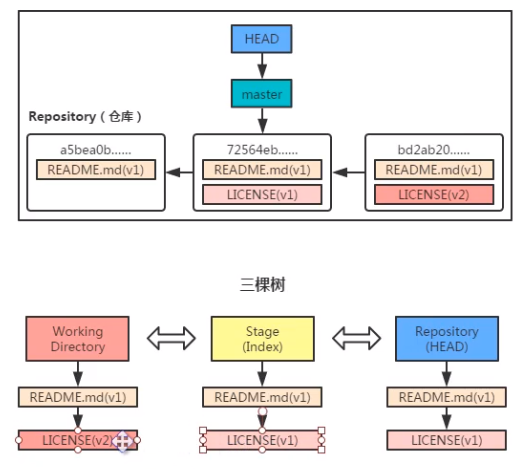 HEAD
master
Repository（仓库）
a5bea0b......
72564eb......
bd2ab20......
README.md(v1)
README.md(v1)
README.md(v1)
LICENSE(v1)
LICENSE(v2)
三棵树
Working
Directory
Stage
(Index)
Repository
(HEAD)
README.md(v1)
README.md(v1)
README.md(v1)
LICENSE(v2)
LICENSE(v1)
LICENSE(v1)